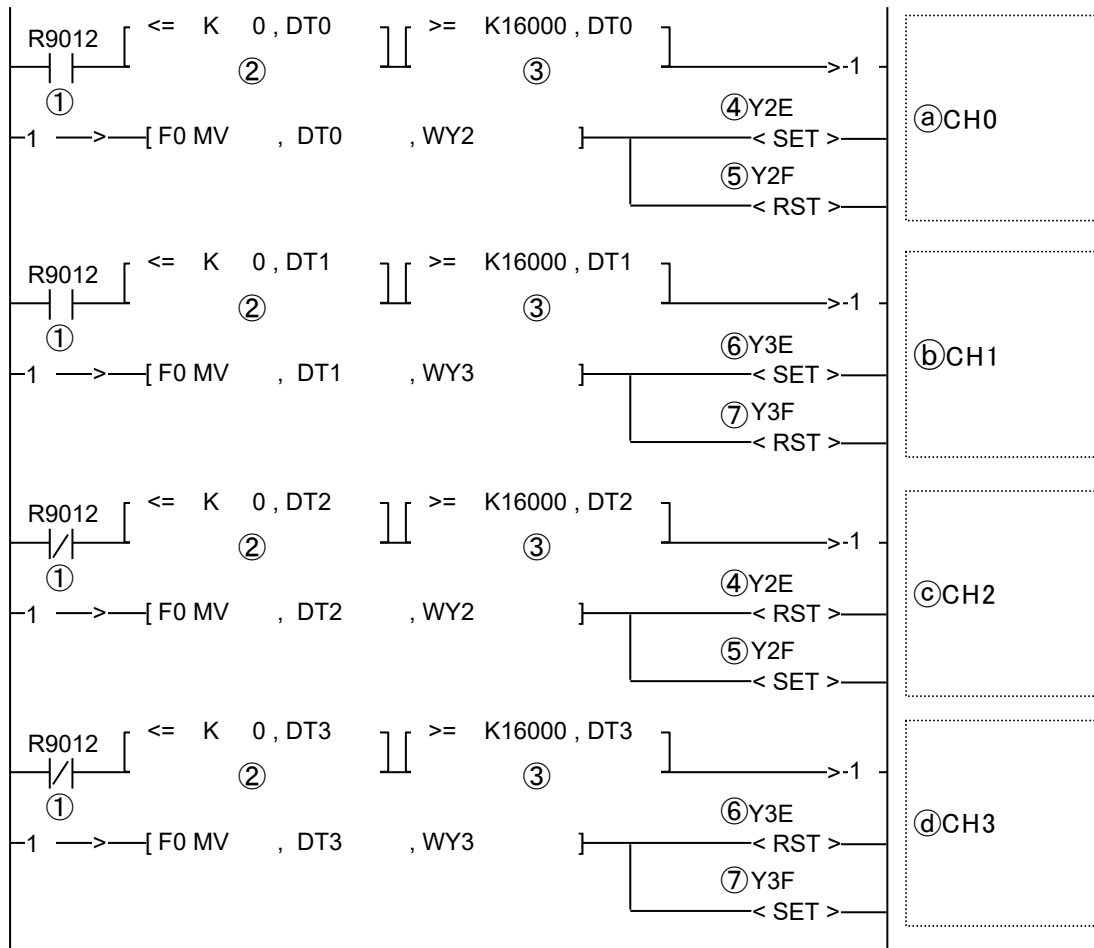 <= K 0 , DT0 >= K16000 , DT0
R9012
② ③ >-1
①
④Y2E
1 > [ F0 MV , DT0 , WY2 ] < SET >
ⓐCH0
⑤Y2F
< RST >
<= K 0 , DT1 >= K16000 , DT1
R9012
② ③ >-1
①
⑥Y3E
1 > [ F0 MV , DT1 , WY3 ] < SET >
ⓑCH1
⑦Y3F
< RST >
<= K 0 , DT2 >= K16000 , DT2
R9012
② ③ >-1
①
④Y2E
1 > [ F0 MV , DT2 , WY2 ] < RST >
ⓒCH2
⑤Y2F
< SET >
<= K 0 , DT3 >= K16000 , DT3
R9012
② ③ >-1
①
⑥Y3E
1 > [ F0 MV , DT3 , WY3 ] < RST >
ⓓCH3
⑦Y3F
< SET >